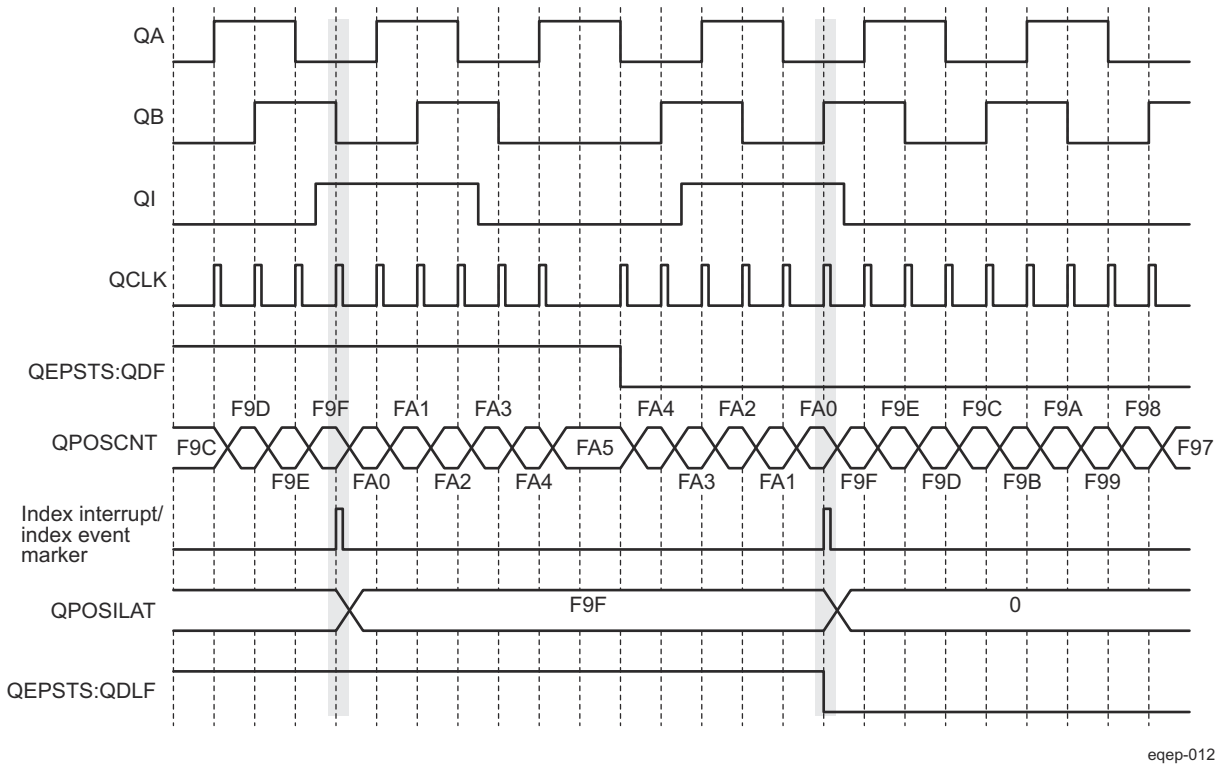 QA
QB
QI
QCLK
QEPSTS:QDF
F9D F9F FA1 FA3 FA4 FA2 FA0 F9E F9C F9A F98
QPOSCNT F9C FA5 F97
F9E FA0 FA2 FA4 FA3 FA1 F9F F9D F9B F99
Index interrupt/
index event
marker
QPOSILAT F9F 0
QEPSTS:QDLF
eqep-012